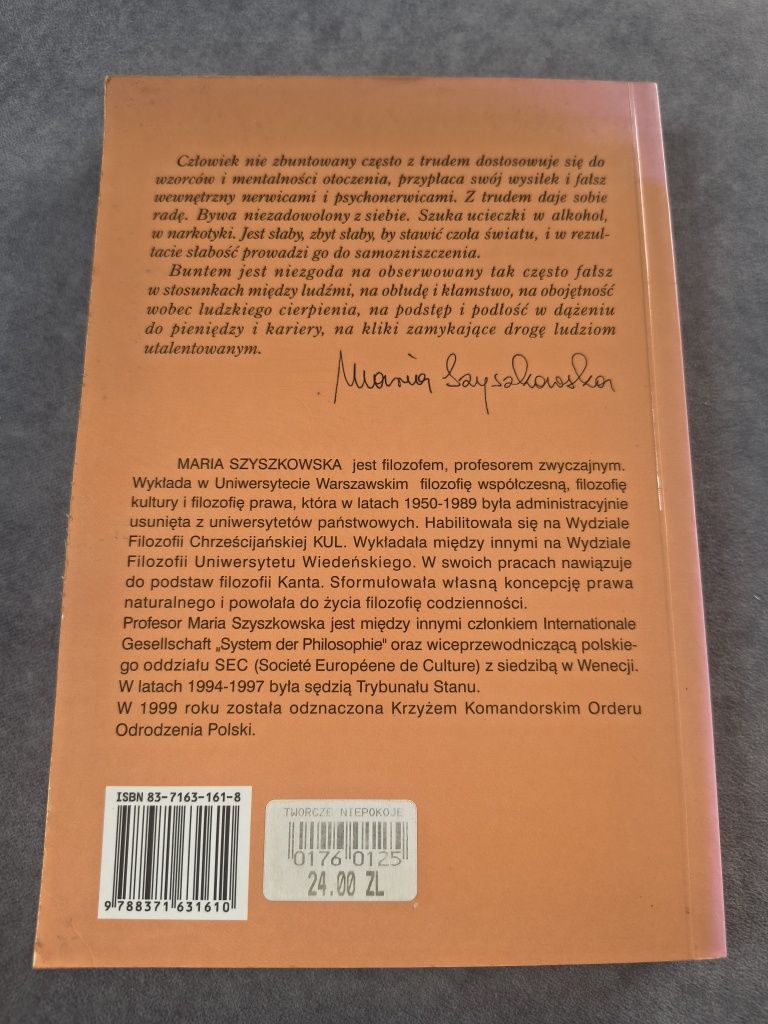 Człowiek nie zbuntowany często z trudem dostosowuje się do
wzorców i mentalności otoczenia, przypłaca swój wysiłek i fałsz
wewnętrzny nerwicami i psychonerwicami. Z trudem daje sobie
radę. Bywa niezadowolony z siebie. Szuka ucieczki w alkohol,
w narkotyki. Jest słaby, zbyt słaby, by stawić czoła światu, i w rezul-
tacie słabość prowadzi go do samozniszczenia.
Buntem jest niezgoda na obserwowany tak często fałsz
w stosunkach między ludźmi, na obłudę i kłamstwo, na obojętność
wobec ludzkiego cierpienia, na podstęp i podłość w dążeniu
do pieniędzy i kariery, na kliki zamykające drogę ludziom
utalentowanym.
Maria Szyszkowska
MARIA SZYSZKOWSKA jest filozofem, profesorem zwyczajnym.
Wykłada w Uniwersytecie Warszawskim filozofię współczesną, filozofię
kultury i filozofię prawa, która w latach 1950-1989 była administracyjnie
usunięta z uniwersytetów państwowych. Habilitowała się na Wydziale
Filozofii Chrześcijańskiej KUL. Wykładała między innymi na Wydziale
Filozofii Uniwersytetu Wiedeńskiego. W swoich pracach nawiązuje
do podstaw filozofii Kanta. Sformułowała własną koncepcję prawa
naturalnego i powołała do życia filozofię codzienności.
Profesor Maria Szyszkowska jest między innymi członkiem Internationale
Gesellschaft „System der Philosophie" oraz wiceprzewodniczącą polskie-
go oddziału SEC (Societé Européene de Culture) z siedzibą w Wenecji.
W latach 1994-1997 była sędzią Trybunału Stanu.
W 1999 roku została odznaczona Krzyżem Komandorskim Orderu
Odrodzenia Polski.
ISBN 83-7163-161-8
9 788371 631610
TWORCZE NIEPOKOJE
0176 0125
24.00 ZL